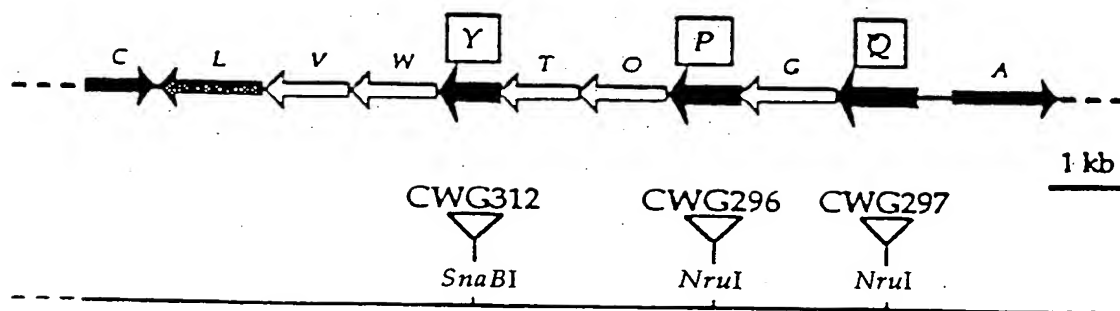 Y P Q
C L V W T O G A
1 kb
CWG312 CWG296 CWG297
SnaBI NruI NruI